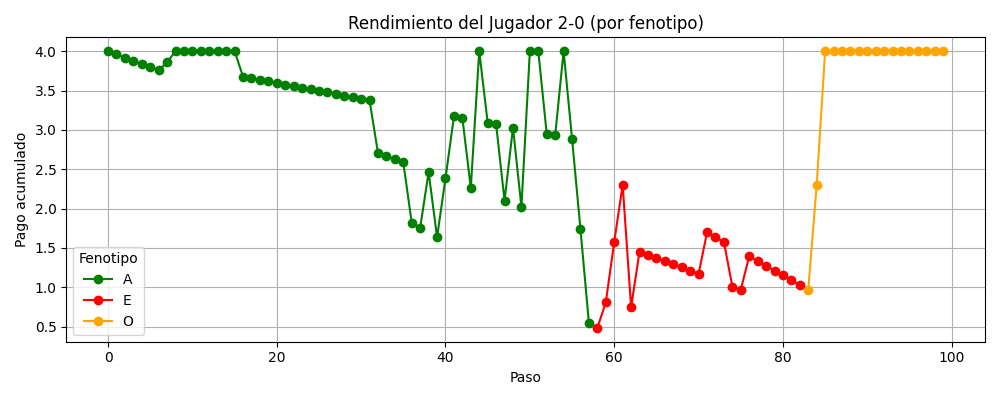 Rendimiento del Jugador 2-0 (por fenotipo)
Pago acumulado
4.0
3.5
3.0
2.5
2.0
1.5
1.0
0.5
Fenotipo
A
E
O
0
20
40
60
80
100
Paso